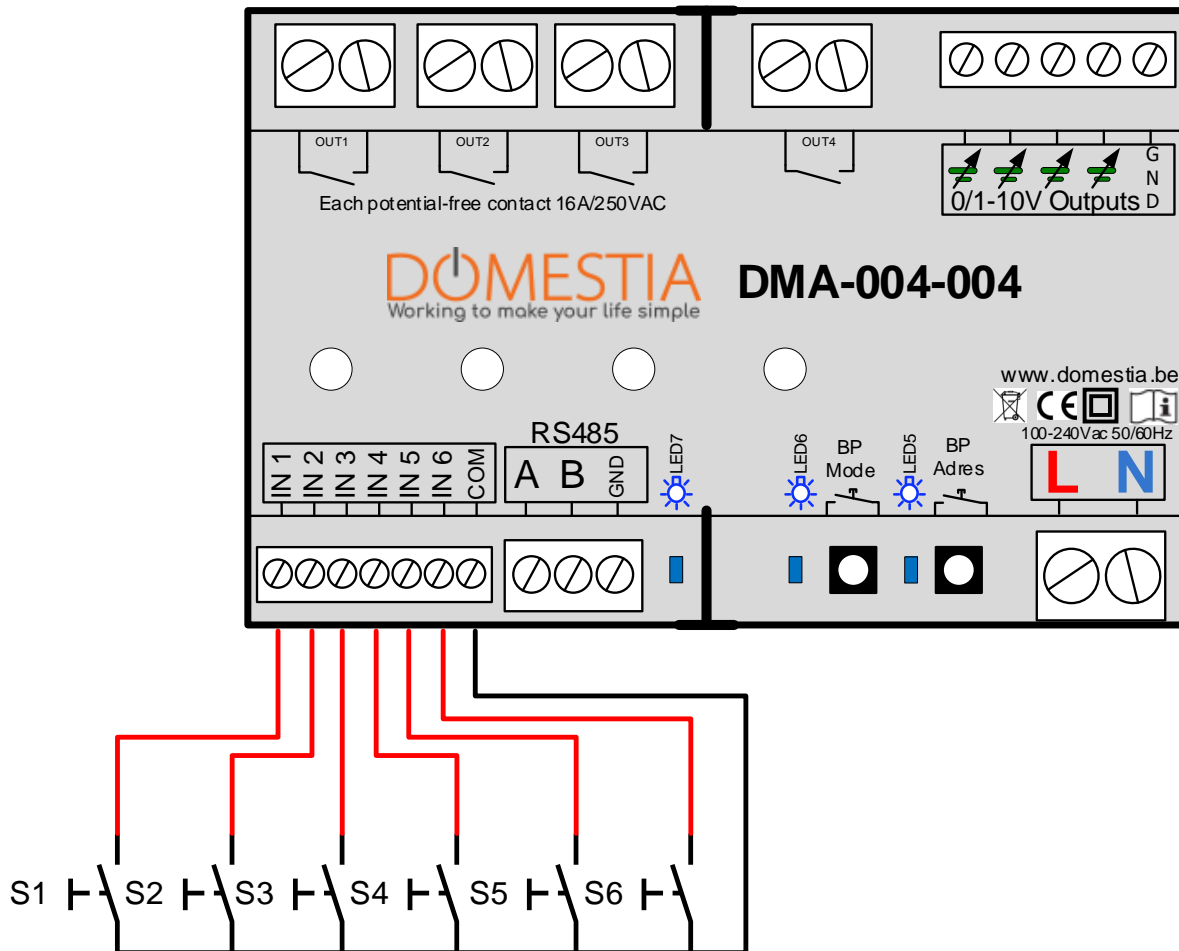 OUT1 OUT2 OUT3 OUT4
GND
Each potential-free contact 16A/250VAC
0/1-10V Outputs
DOMESTIA
Working to make your life simple
DMA-004-004
www.domestia.be
CE
i
100-240Vac 50/60Hz
IN 1 IN 2 IN 3 IN 4 IN 5 IN 6 COM
RS485
A B GND
LED7
LED6
BP
Mode
LED5
BP
Adres
L N
S1 S2 S3 S4 S5 S6